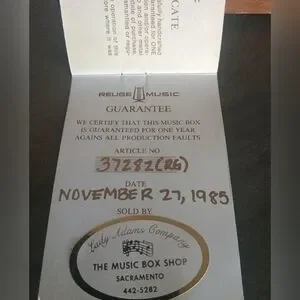 CATE
REUGE MUSIC
GUARANTEE
WE CERTIFY THAT THIS MUSIC BOX
IS GUARANTEED FOR ONE YEAR
AGAINS ALL PRODUCTION FAULTS
ARTICLE NO
37282(RG)
DATE
NOVEMBER 27, 1985
SOLD BY
Lady Adams Company
THE MUSIC BOX SHOP
SACRAMENTO
442-5282